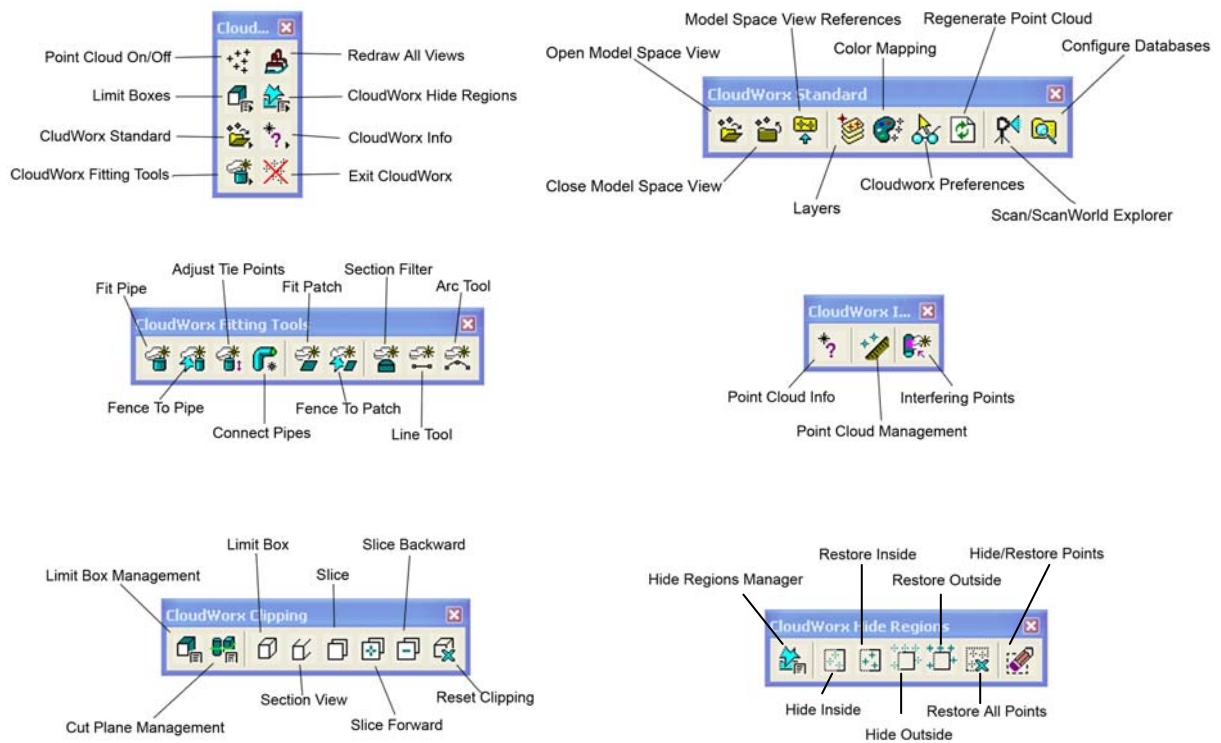 Cloud...
Point Cloud On/Off
Redraw All Views
Limit Boxes
CloudWorx Hide Regions
CludWorx Standard
CloudWorx Info
CloudWorx Fitting Tools
Exit CloudWorx
Model Space View References
Regenerate Point Cloud
Open Model Space View
Color Mapping
Configure Databases
CloudWorx Standard
Close Model Space View
Cloudworx Preferences
Layers
Scan/ScanWorld Explorer
Adjust Tie Points
Section Filter
Fit Pipe
Fit Patch
Arc Tool
CloudWorx Fitting Tools
Fence To Pipe
Fence To Patch
Connect Pipes
Line Tool
CloudWorx I...
Point Cloud Info
Interfering Points
Point Cloud Management
Limit Box
Slice Backward
Limit Box Management
Slice
CloudWorx Clipping
Section View
Reset Clipping
Cut Plane Management
Slice Forward
Restore Inside
Hide/Restore Points
Hide Regions Manager
Restore Outside
CloudWorx Hide Regions
Hide Inside
Restore All Points
Hide Outside